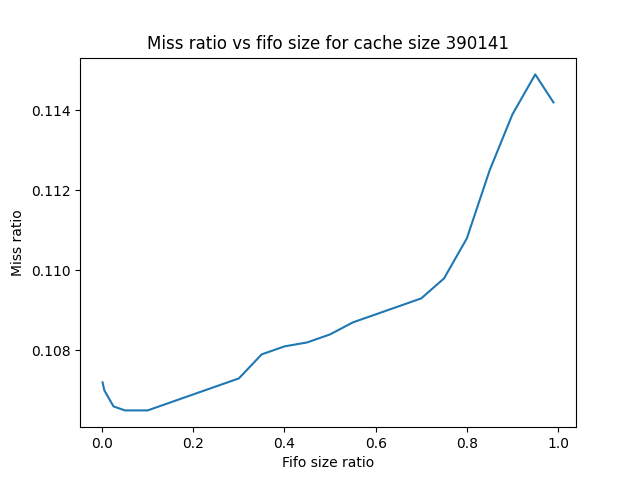 Miss ratio vs fifo size for cache size 390141
0.114
0.112
0.110
0.108
Miss ratio
0.0 0.2 0.4 0.6 0.8 1.0
Fifo size ratio